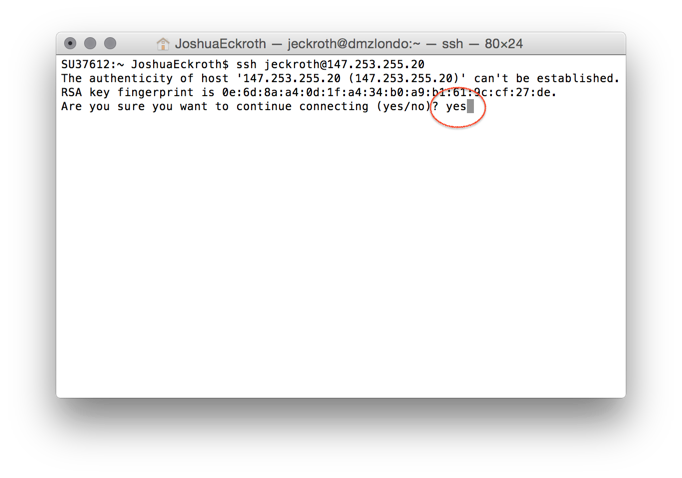 JoshuaEckroth — jeckroth@dmzlondo:~ — ssh — 80×24
SU37612:~ JoshuaEckroth$ ssh jeckroth@147.253.255.20
The authenticity of host '147.253.255.20 (147.253.255.20)' can't be established.
RSA key fingerprint is 0e:6d:8a:a4:0d:1f:a4:34:b0:a9:b1:61:9c:cf:27:de.
Are you sure you want to continue connecting (yes/no)? yes